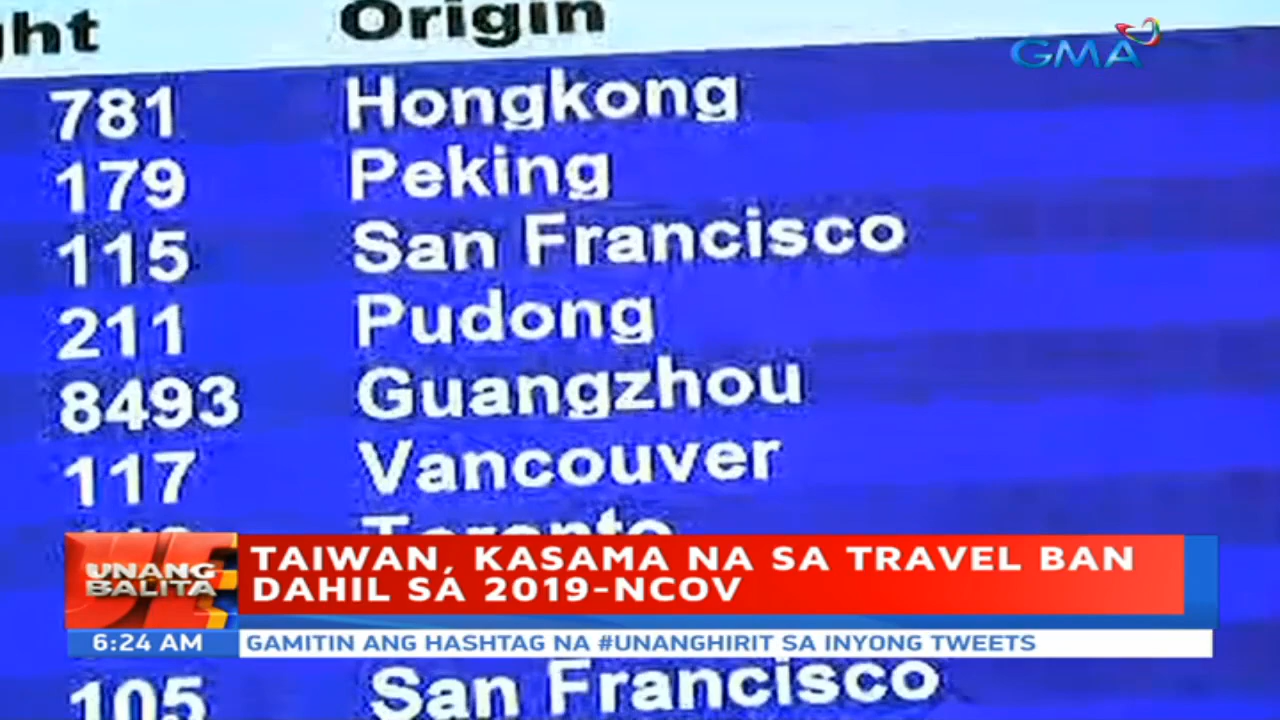 ght Origin
GMA
781 Hongkong
179 Peking
115 San Francisco
211 Pudong
8493 Guangzhou
117 Vancouver
Toronto
UNANG BALITA
TAIWAN, KASAMA NA SA TRAVEL BAN
DAHIL SA 2019-NCOV
6:24 AM GAMITIN ANG HASHTAG NA #UNANGHIRIT SA INYONG TWEETS
105 San Francisco